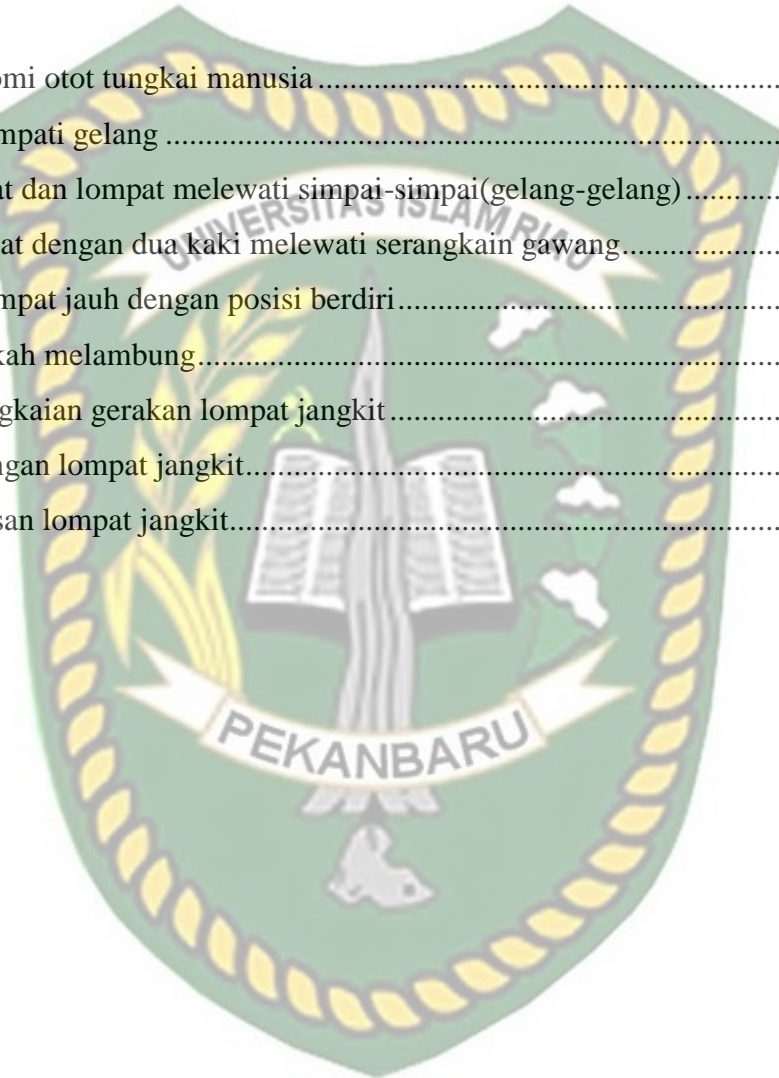 omi otot tungkai manusia ........................................................
mpati gelang ..............................................................................
at dan lompat melewati simpai-simpai(gelang-gelang) ............
UNIVERSITAS ISLAM RIAU
at dengan dua kaki melewati serangkain gawang....................
mpat jauh dengan posisi berdiri ................................................
kah melambung..........................................................................
gkaian gerakan lompat jangkit .................................................
ngan lompat jangkit...................................................................
san lompat jangkit.....................................................................
PEKANBARU